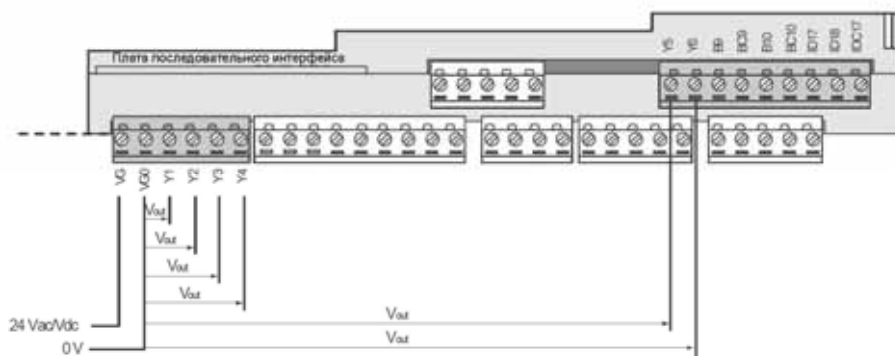 Плата последовательного интерфейса
Y5
Y6
B9
BC9
B10
BC10
ID17
ID18
IDC17
VG
VG0
Y1
Y2
Y3
Y4
Vout
Vout
Vout
Vout
24 Vac/Vdc
Vout
0 V
Vout